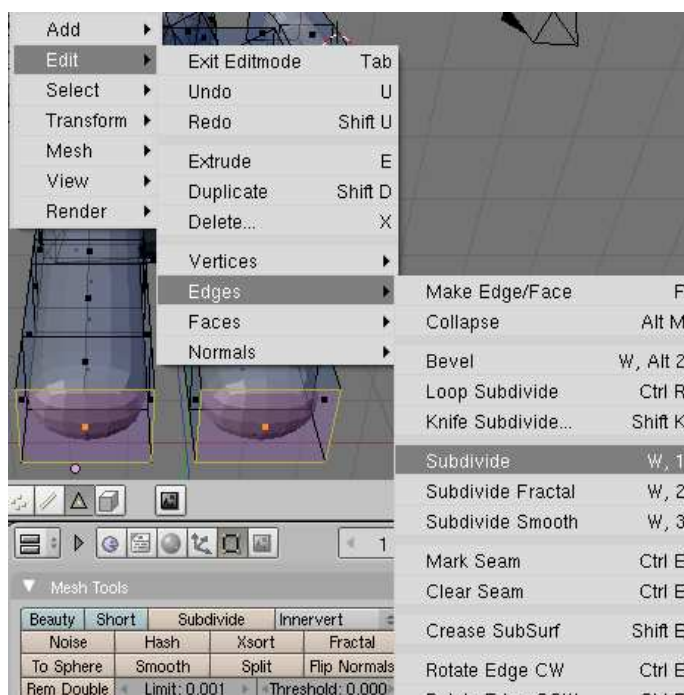 Add
Edit
Select
Transform
Mesh
View
Render
Exit Editmode Tab
Undo U
Redo Shift U
Extrude E
Duplicate Shift D
Delete... X
Vertices
Edges
Faces
Normals
Make Edge/Face F
Collapse Alt M
Bevel W, Alt 2
Loop Subdivide Ctrl R
Knife Subdivide... Shift K
Subdivide W, 1
Subdivide Fractal W, 2
Subdivide Smooth W, 3
Mark Seam Ctrl E
Clear Seam Ctrl E
Crease SubSurf Shift E
Rotate Edge CW Ctrl E
1
Mesh Tools
Beauty Short Subdivide Innervert
Noise Hash Xsort Fractal
To Sphere Smooth Split Flip Normals
Rem Double Limit: 0.001 Threshold: 0.000